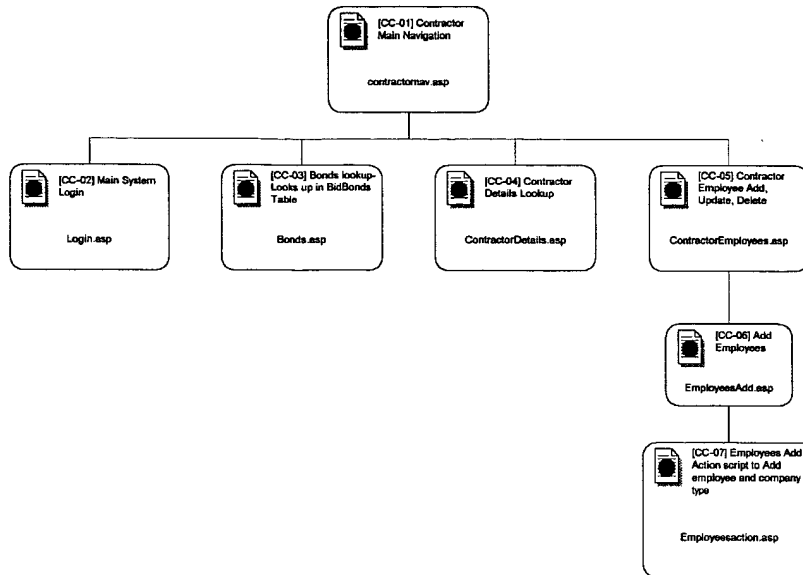 [CC-01] Contractor
Main Navigation
contractornav.asp
[CC-02] Main System
Login
Login.asp
[CC-03] Bonds lookup-
Looks up in BidBonds
Table
Bonds.asp
[CC-04] Contractor
Details Lookup
ContractorDetails.asp
[CC-05] Contractor
Employee Add,
Update, Delete
ContractorEmployees.asp
[CC-06] Add
Employees
EmployeesAdd.asp
[CC-07] Employees Add
Action script to Add
employee and company
type
Employeesaction.asp